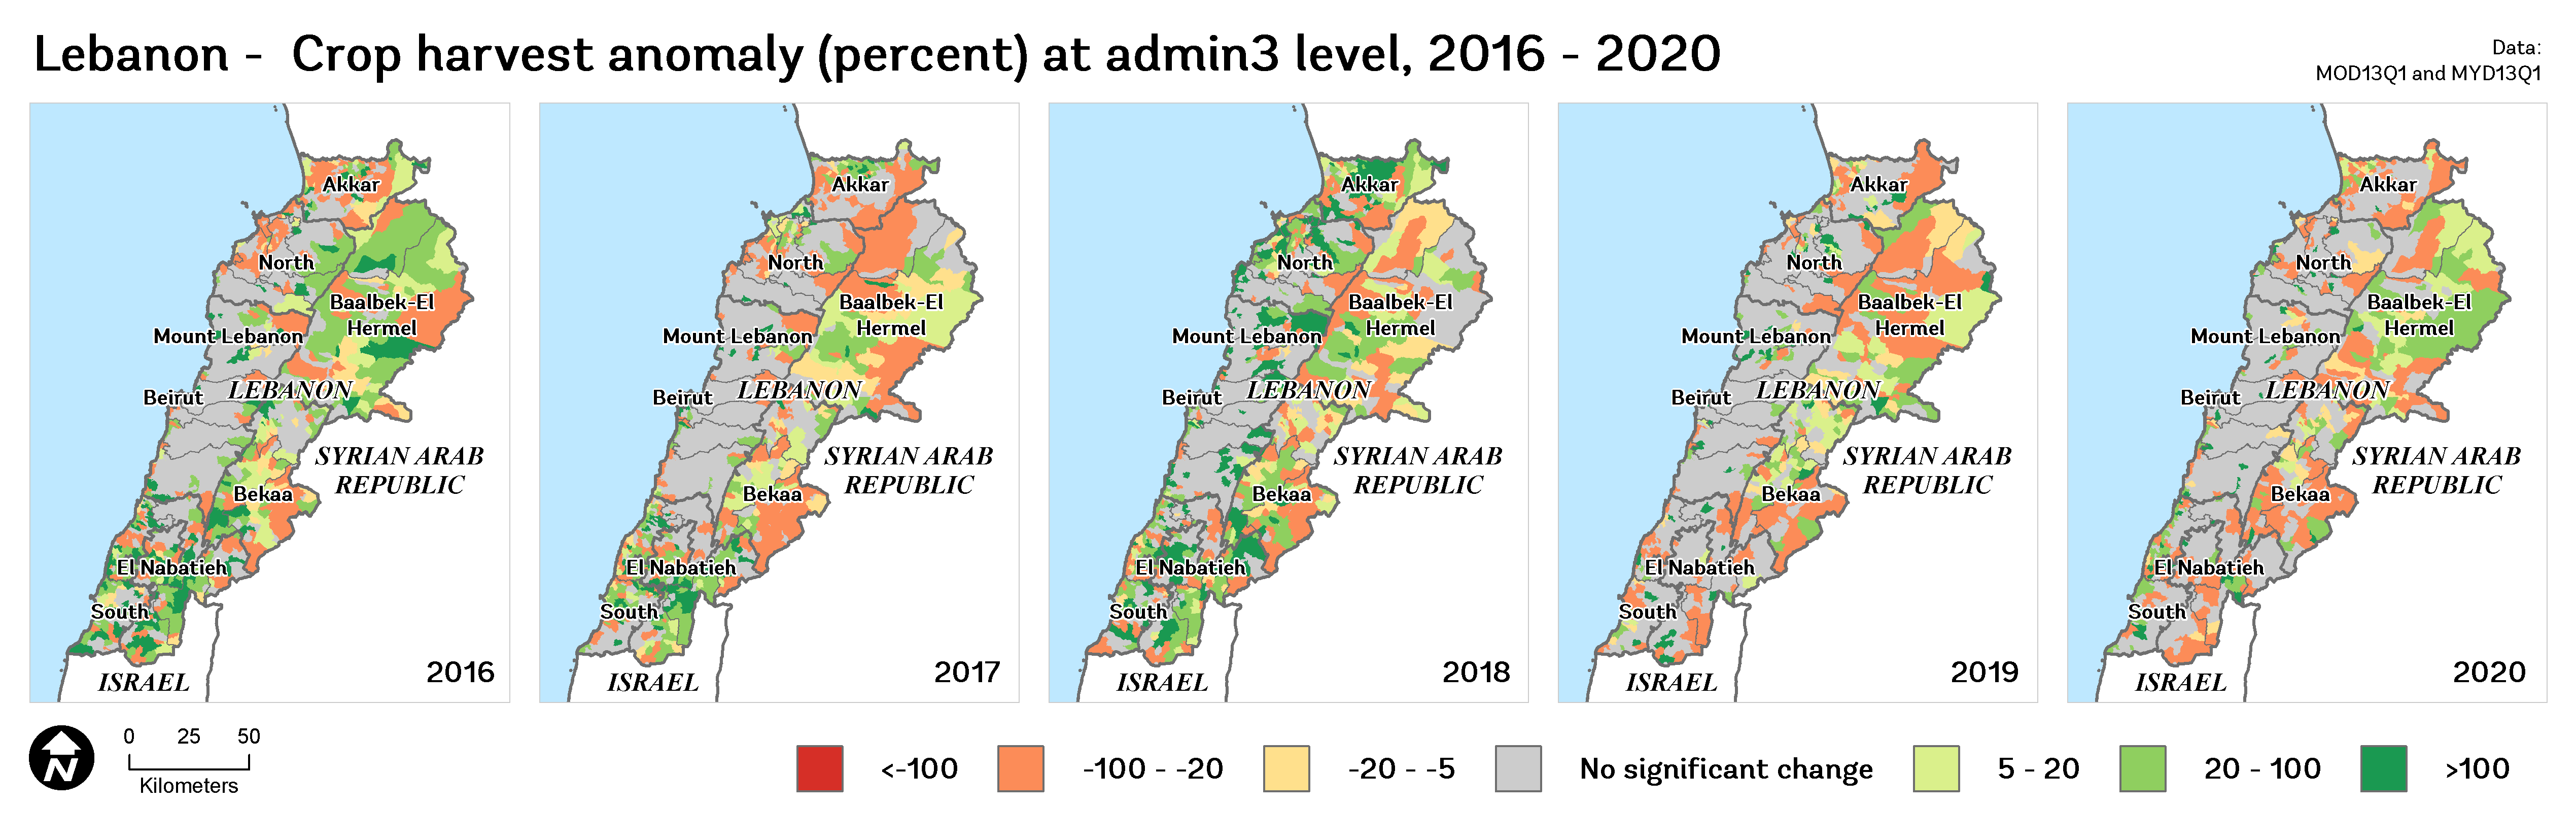 Lebanon - Crop harvest anomaly (percent) at admin3 level, 2016 - 2020
Data:
MOD13Q1 and MYD13Q1
Akkar
North
Baalbek-El
Hermel
Mount Lebanon
LEBANON
Beirut
SYRIAN ARAB
REPUBLIC
Bekaa
El Nabatieh
South
ISRAEL
2016
Akkar
North
Baalbek-El
Hermel
Mount Lebanon
LEBANON
Beirut
SYRIAN ARAB
REPUBLIC
Bekaa
El Nabatieh
South
ISRAEL
2017
Akkar
North
Baalbek-El
Hermel
Mount Lebanon
LEBANON
Beirut
SYRIAN ARAB
REPUBLIC
Bekaa
El Nabatieh
South
ISRAEL
2018
Akkar
North
Baalbek-El
Hermel
Mount Lebanon
LEBANON
Beirut
SYRIAN ARAB
REPUBLIC
Bekaa
El Nabatieh
South
ISRAEL
2019
Akkar
North
Baalbek-El
Hermel
Mount Lebanon
LEBANON
Beirut
SYRIAN ARAB
REPUBLIC
Bekaa
El Nabatieh
South
ISRAEL
2020
N
0 25 50
Kilometers
<-100
-100 - -20
-20 - -5
No significant change
5 - 20
20 - 100
>100